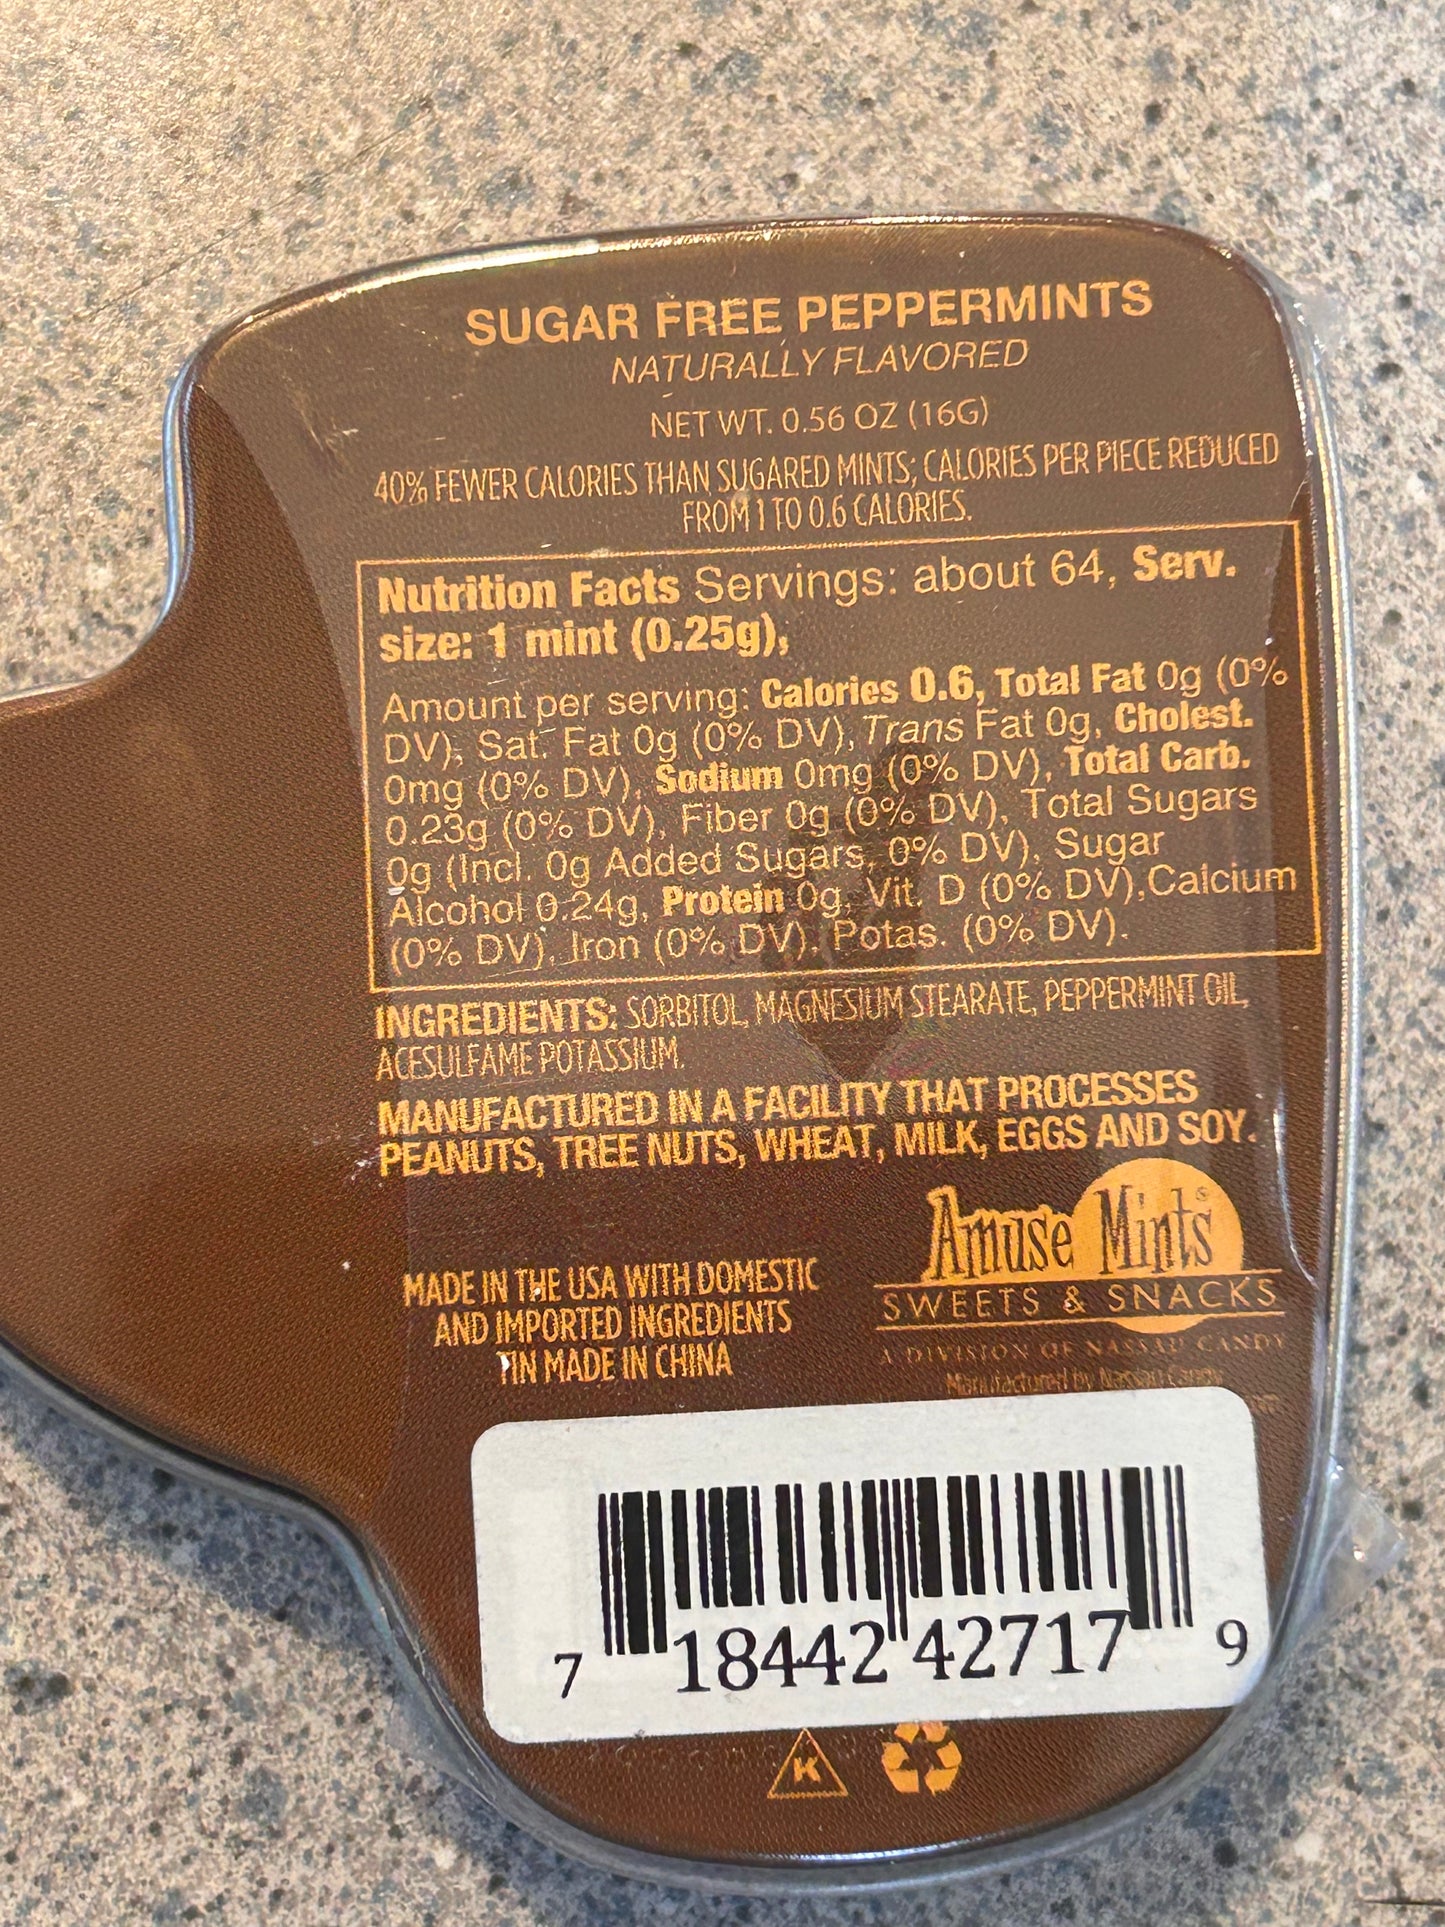 SUGAR FREE PEPPERMINTS
NATURALLY FLAVORED
NET WT. 0.56 OZ (16G)
40% FEWER CALORIES THAN SUGARED MINTS; CALORIES PER PIECE REDUCED
FROM 1 TO 0.6 CALORIES.
Nutrition Facts Servings: about 64, Serv.
size: 1 mint (0.25g),
Amount per serving: Calories 0.6, Total Fat 0g (0%
DV), Sat. Fat 0g (0% DV), Trans Fat 0g, Cholest.
0mg (0% DV), Sodium 0mg (0% DV), Total Carb.
0.23g (0% DV), Fiber 0g (0% DV), Total Sugars
0g (Incl. 0g Added Sugars, 0% DV), Sugar
Alcohol 0.24g, Protein 0g, Vit. D (0% DV),Calcium
(0% DV), Iron (0% DV), Potas. (0% DV).
INGREDIENTS: SORBITOL, MAGNESIUM STEARATE, PEPPERMINT OIL,
ACESULFAME POTASSIUM.
MANUFACTURED IN A FACILITY THAT PROCESSES
PEANUTS, TREE NUTS, WHEAT, MILK, EGGS AND SOY.
MADE IN THE USA WITH DOMESTIC
AND IMPORTED INGREDIENTS
TIN MADE IN CHINA
Amuse Mints®
SWEETS & SNACKS
A DIVISION OF NASSAU CANDY
Manufactured by Nassau Candy
7 18442 42717 9
K